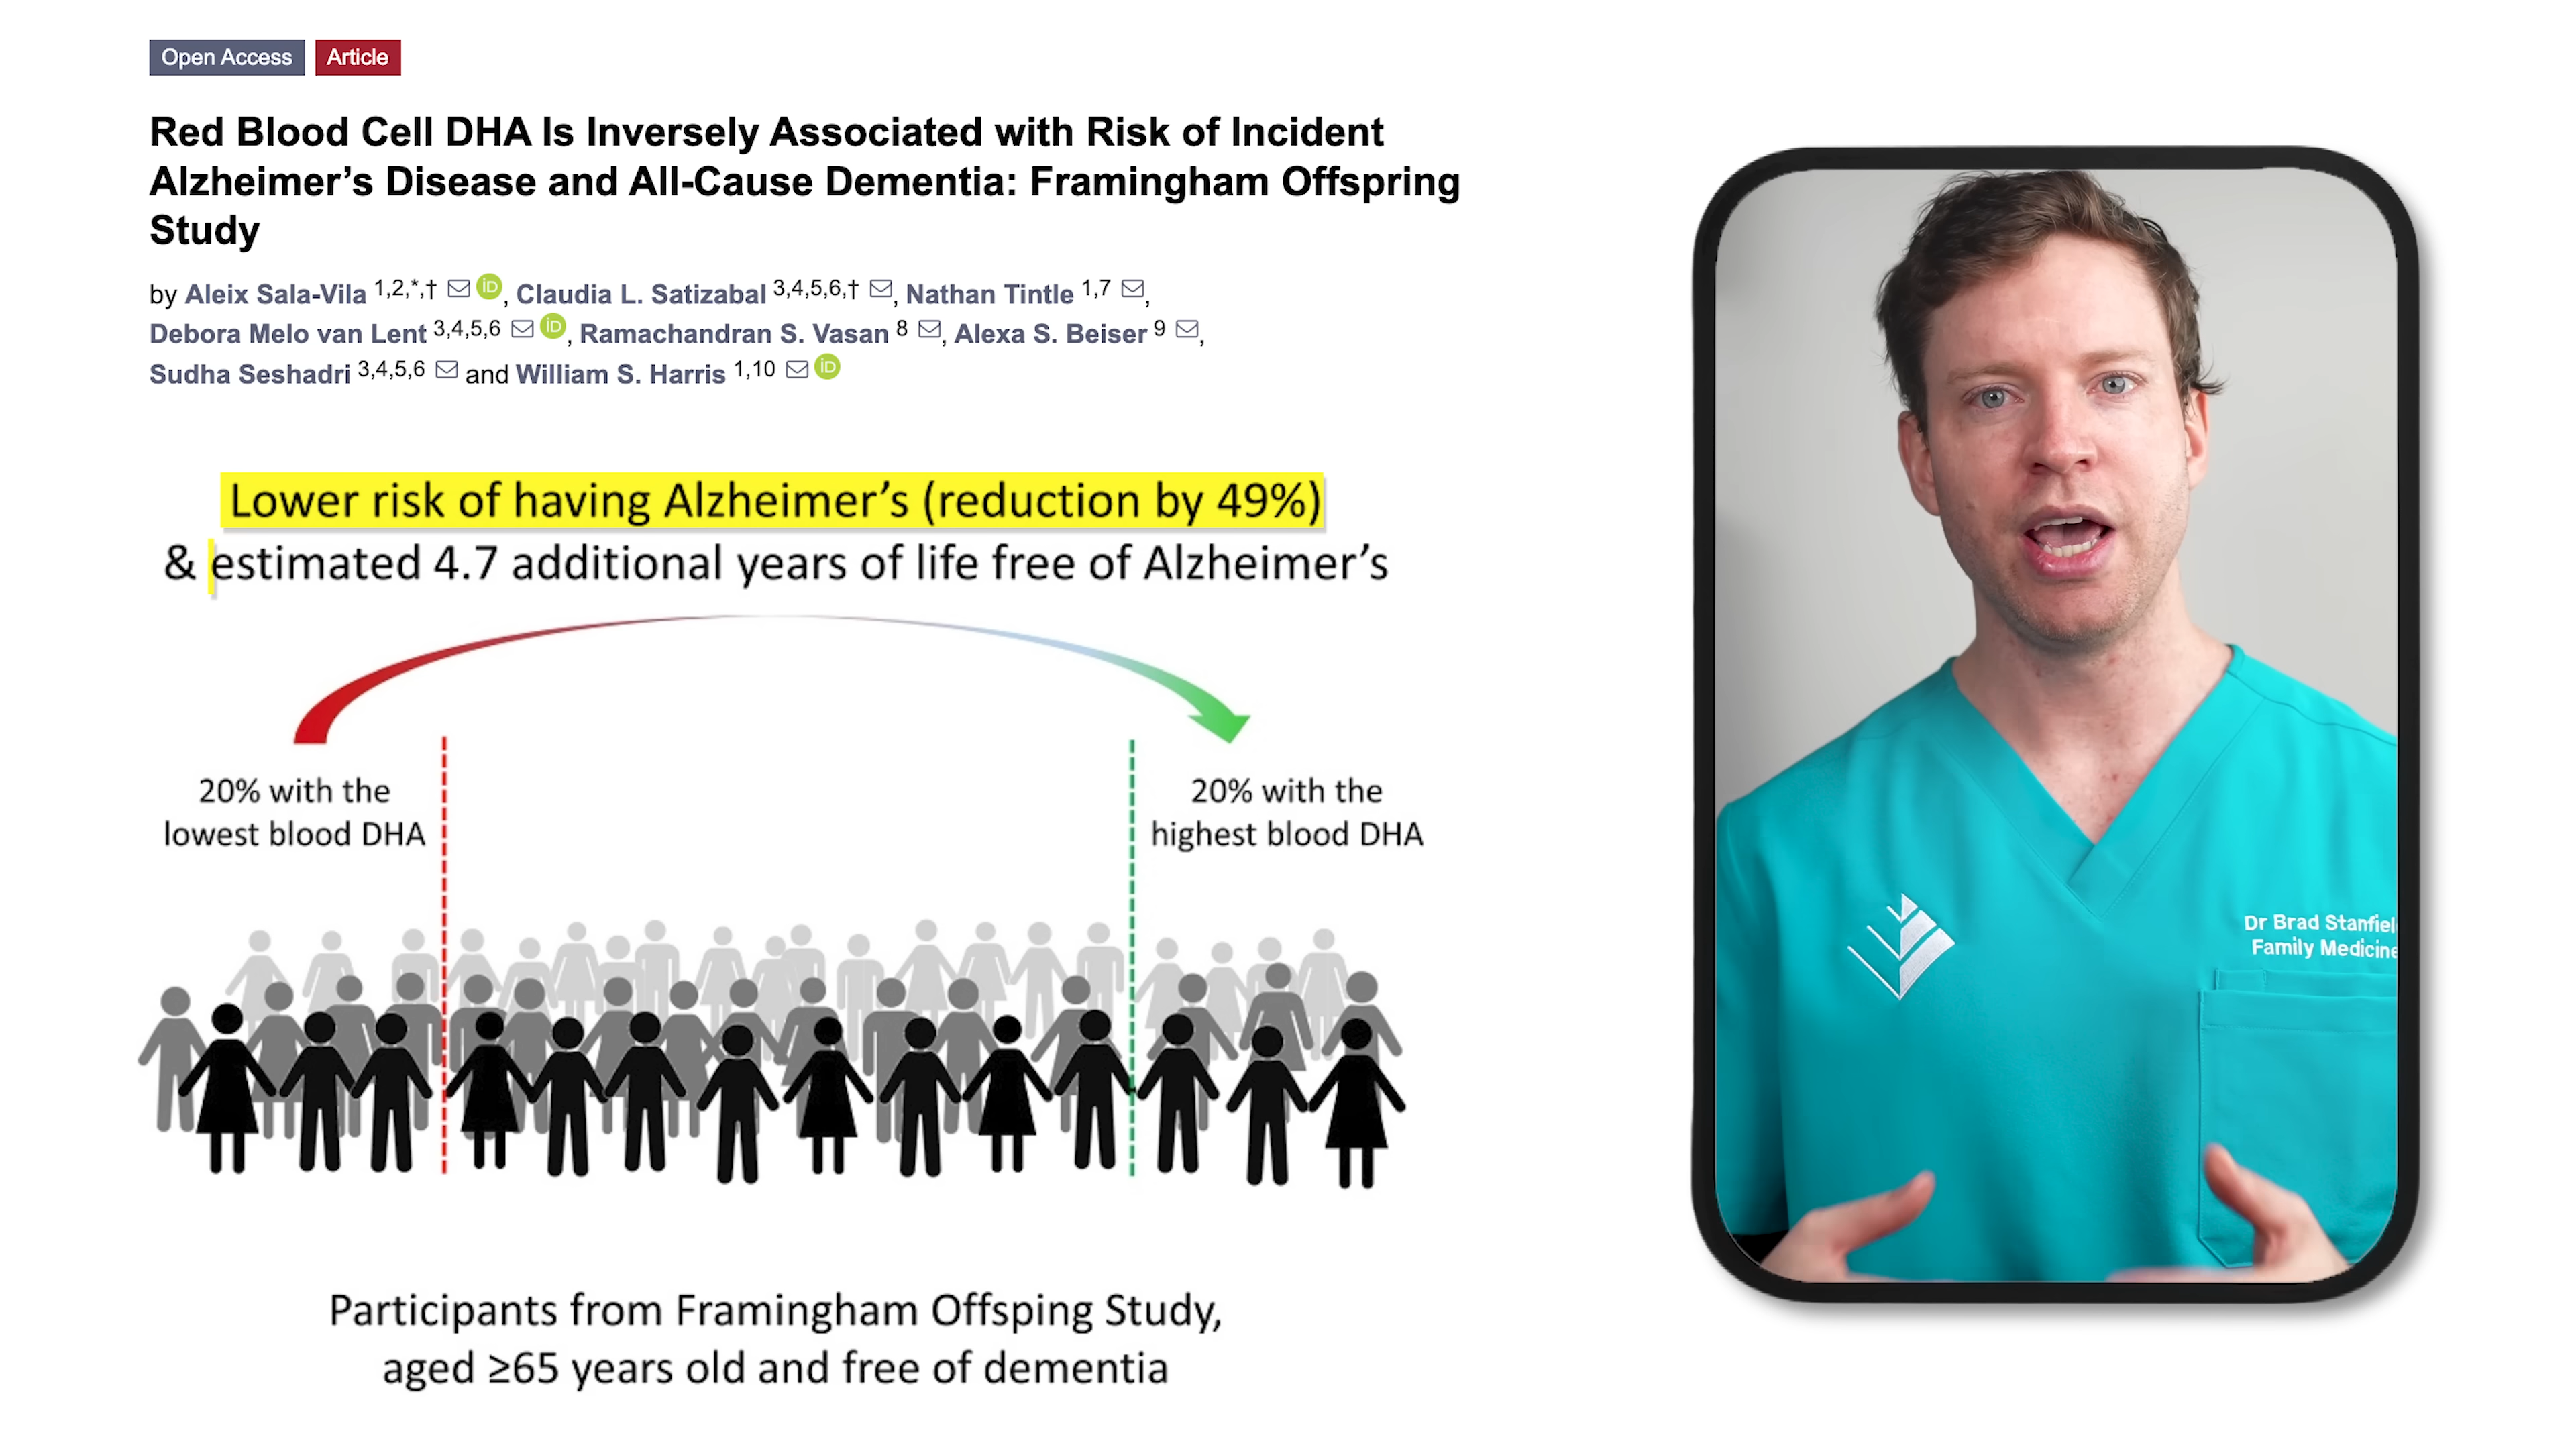 Open Access Article
Red Blood Cell DHA Is Inversely Associated with Risk of Incident
Alzheimer’s Disease and All-Cause Dementia: Framingham Offspring
Study
by Aleix Sala-Vila 1,2,*,† iD, Claudia L. Satizabal 3,4,5,6,†, Nathan Tintle 1,7,
Debora Melo van Lent 3,4,5,6 iD, Ramachandran S. Vasan 8, Alexa S. Beiser 9,
Sudha Seshadri 3,4,5,6 and William S. Harris 1,10 iD
Lower risk of having Alzheimer’s (reduction by 49%)
& estimated 4.7 additional years of life free of Alzheimer’s
20% with the
lowest blood DHA
20% with the
highest blood DHA
Participants from Framingham Offsping Study,
aged ≥65 years old and free of dementia
Dr Brad Stanfiel
Family Medicine